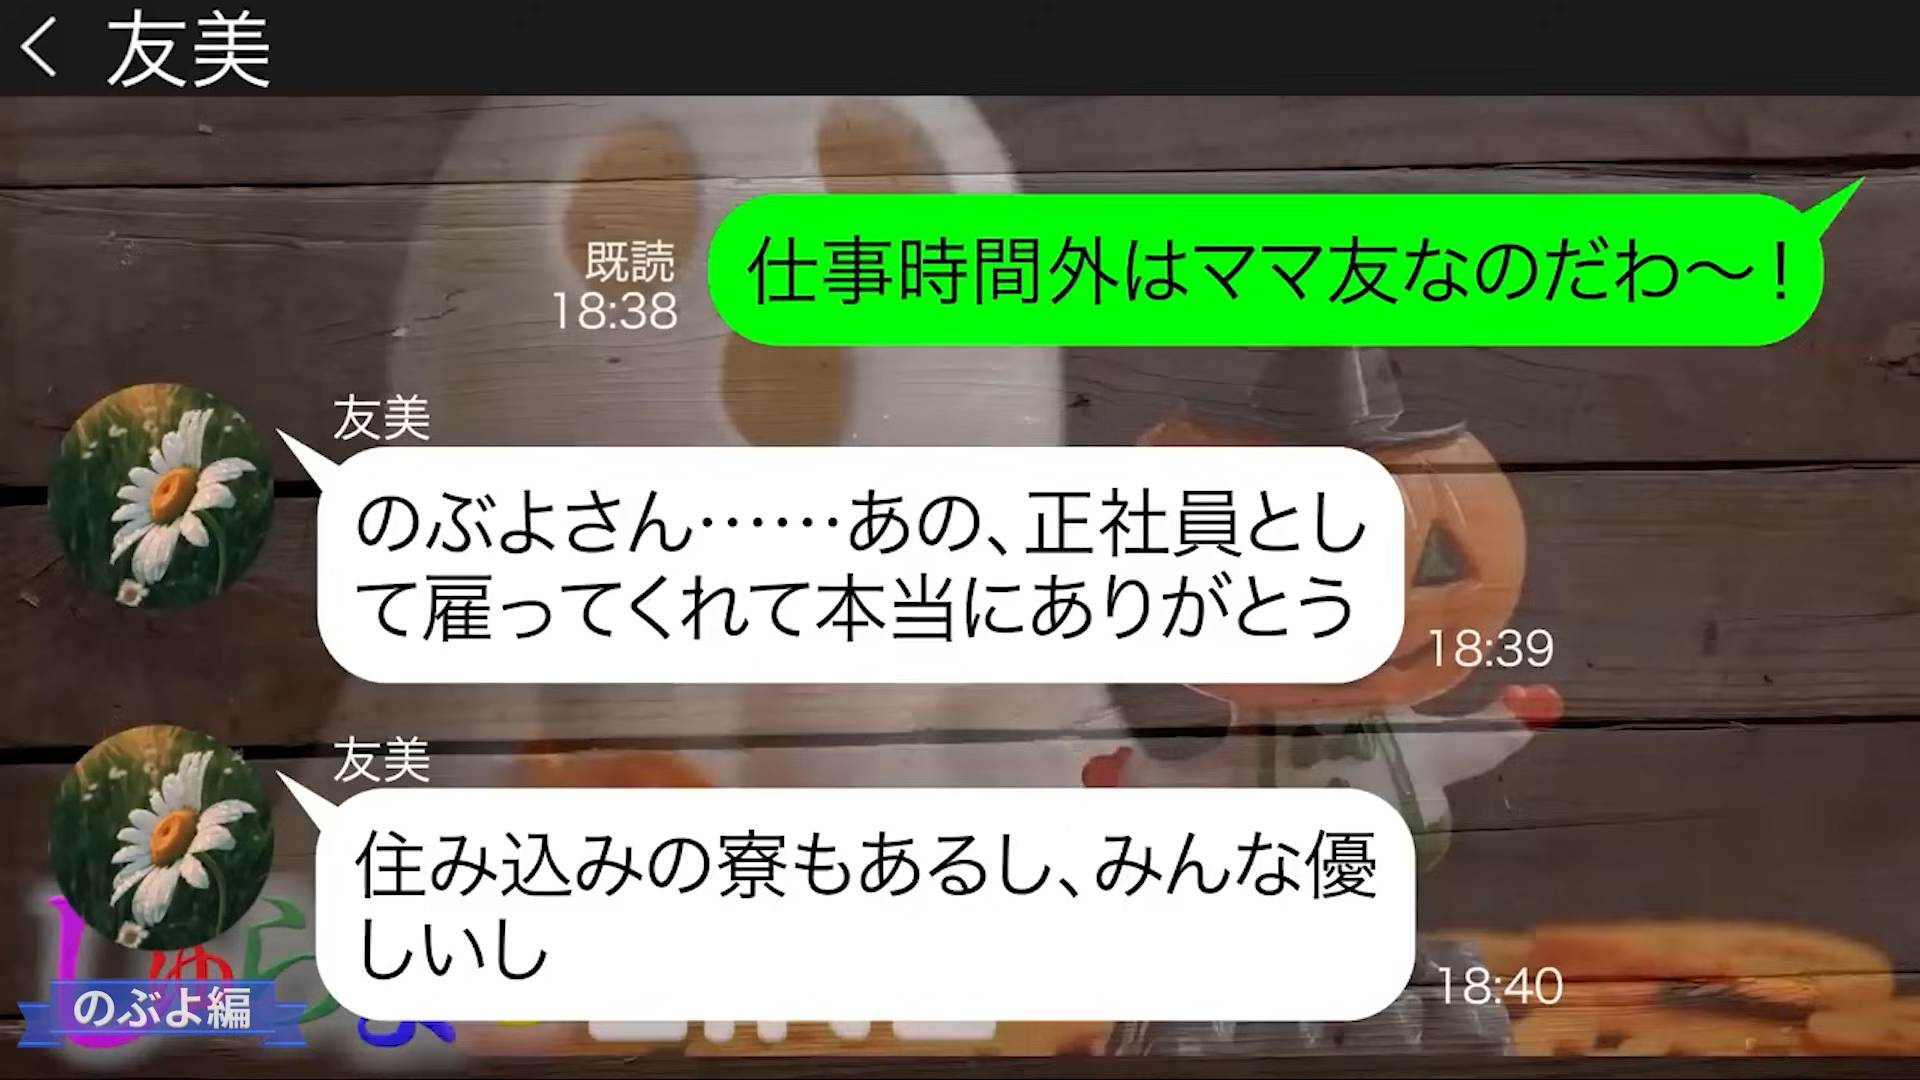 友美
仕事時間外はママ友なのだわ～！
既読
18:38
友美
のぶよさん……あの、正社員とし
て雇ってくれて本当にありがとう
18:39
友美
住み込みの寮もあるし、みんな優
しいし
18:40
のぶよ編